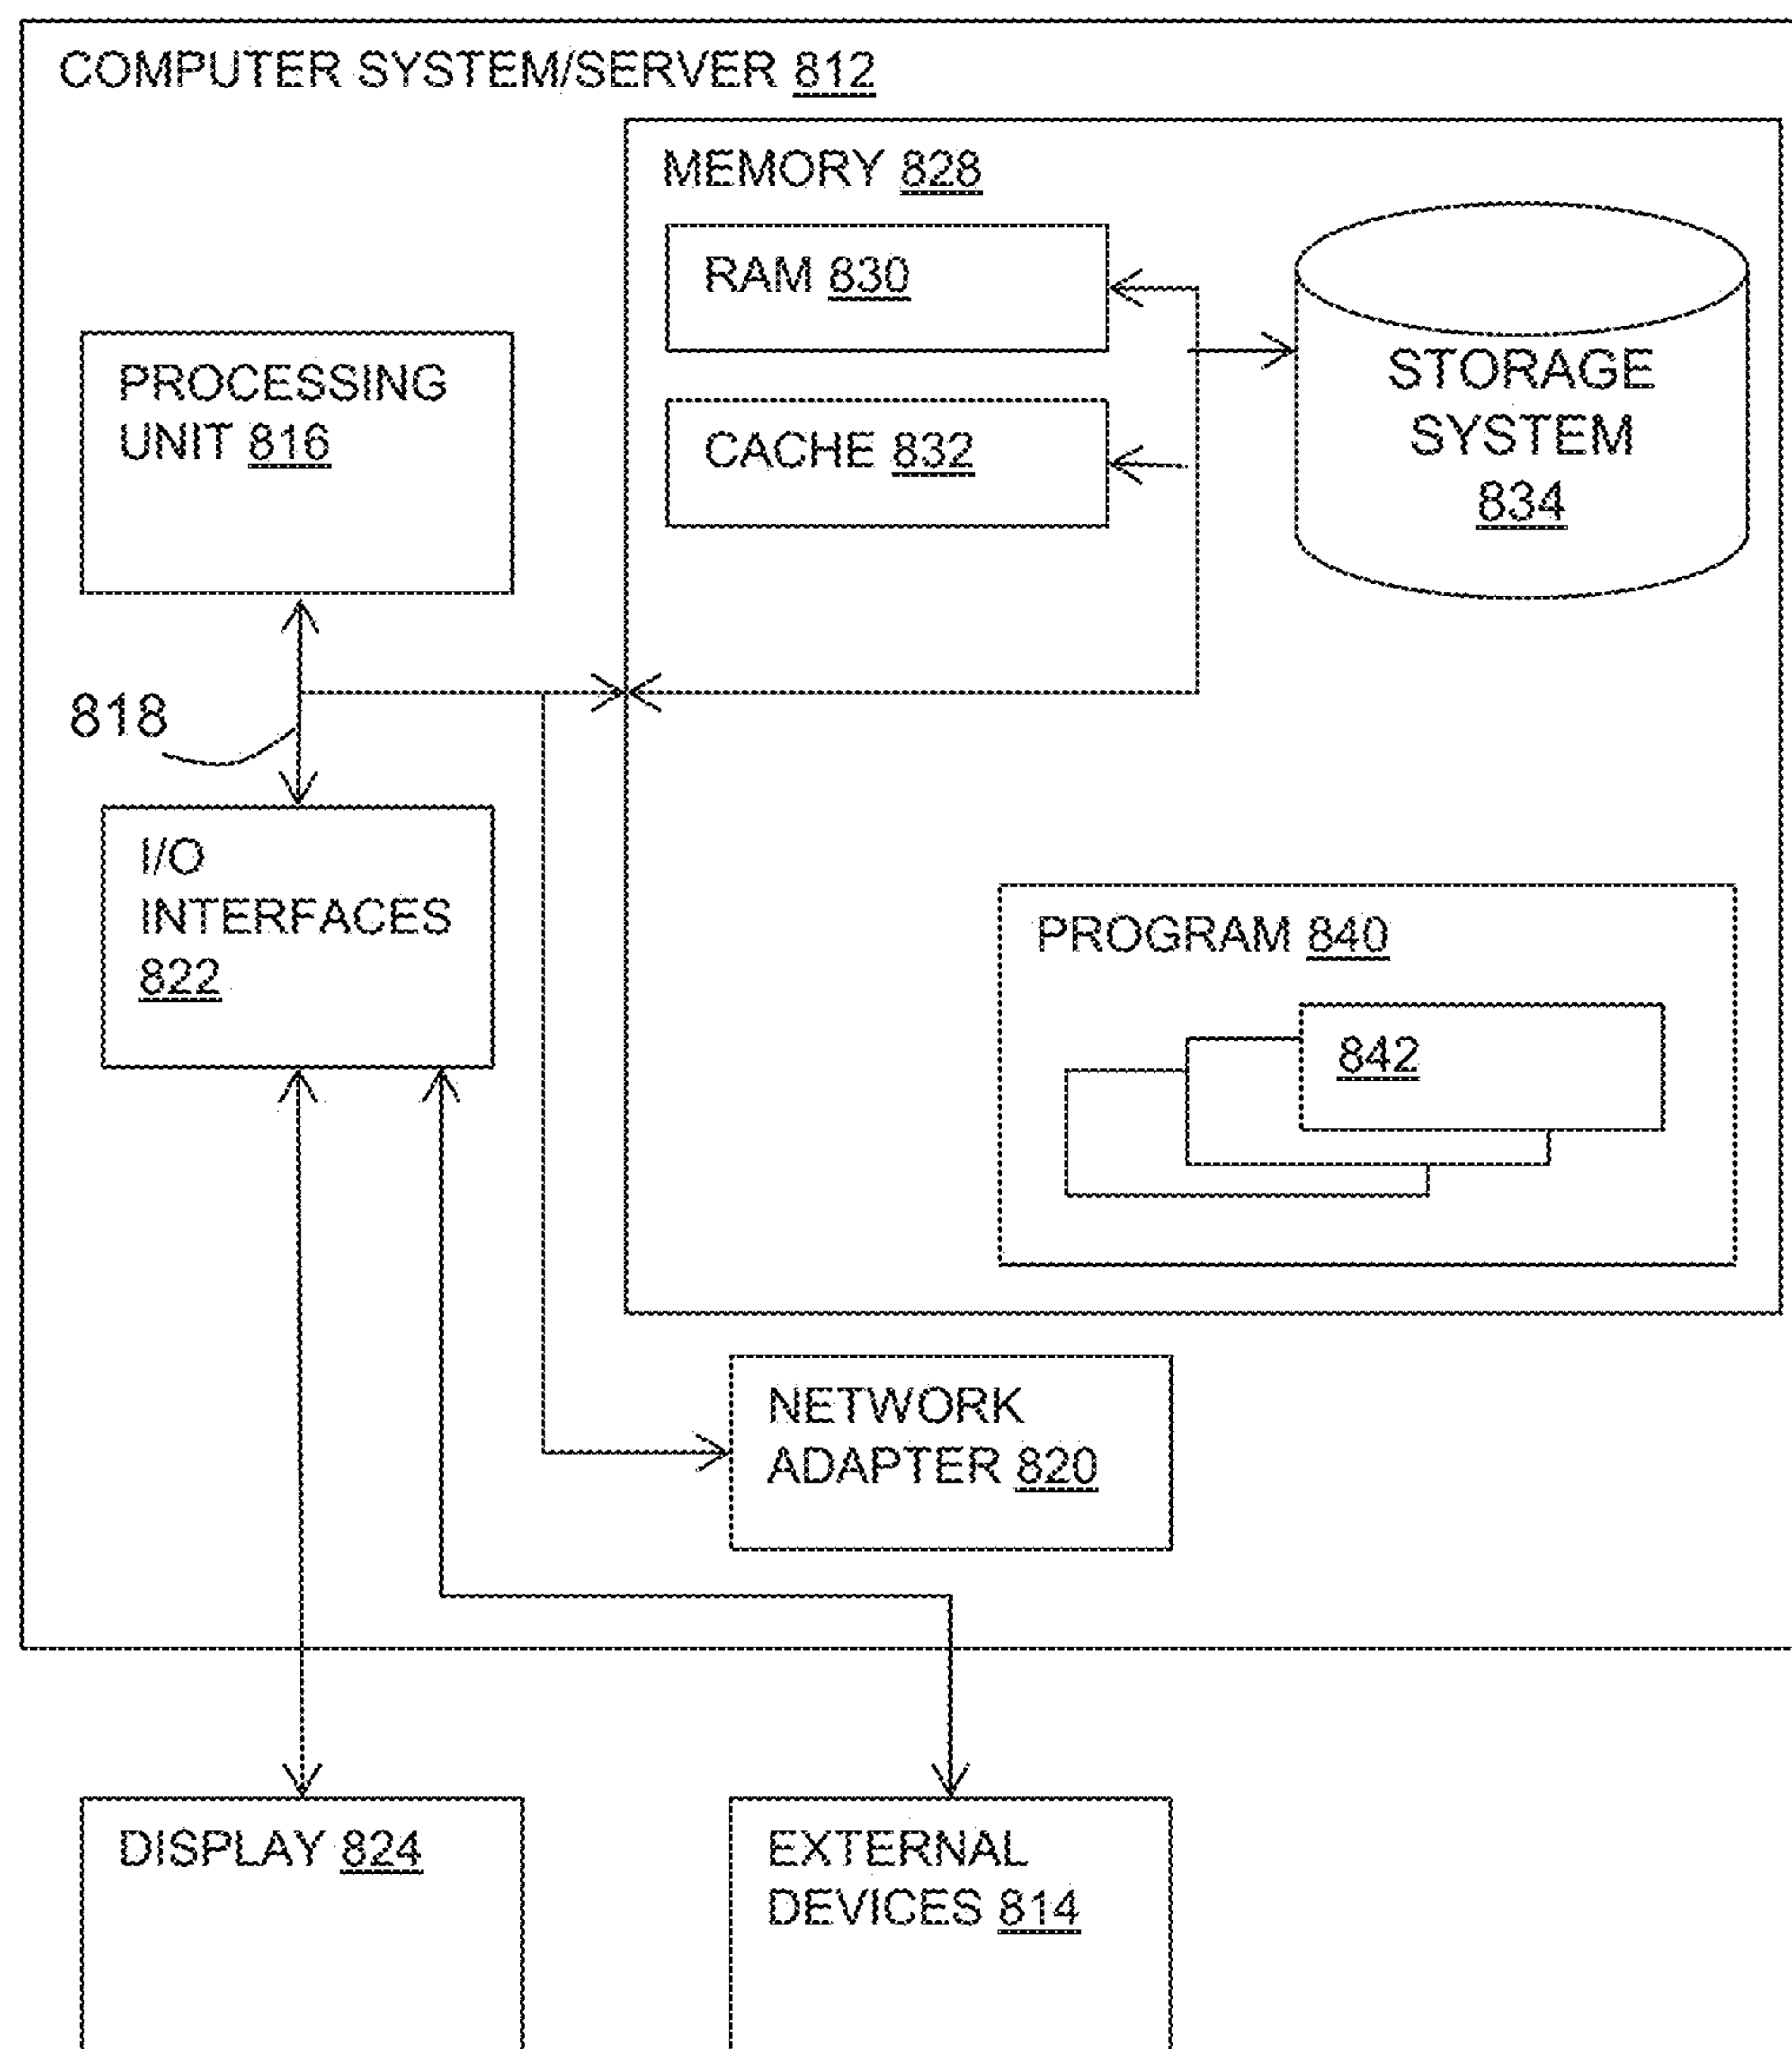 COMPUTER SYSTEM/SERVER 812
MEMORY 828
RAM 830
CACHE 832
STORAGE
SYSTEM
834
PROCESSING
UNIT 816
818
I/O
INTERFACES
822
PROGRAM 840
842
NETWORK
ADAPTER 820
DISPLAY 824
EXTERNAL
DEVICES 814